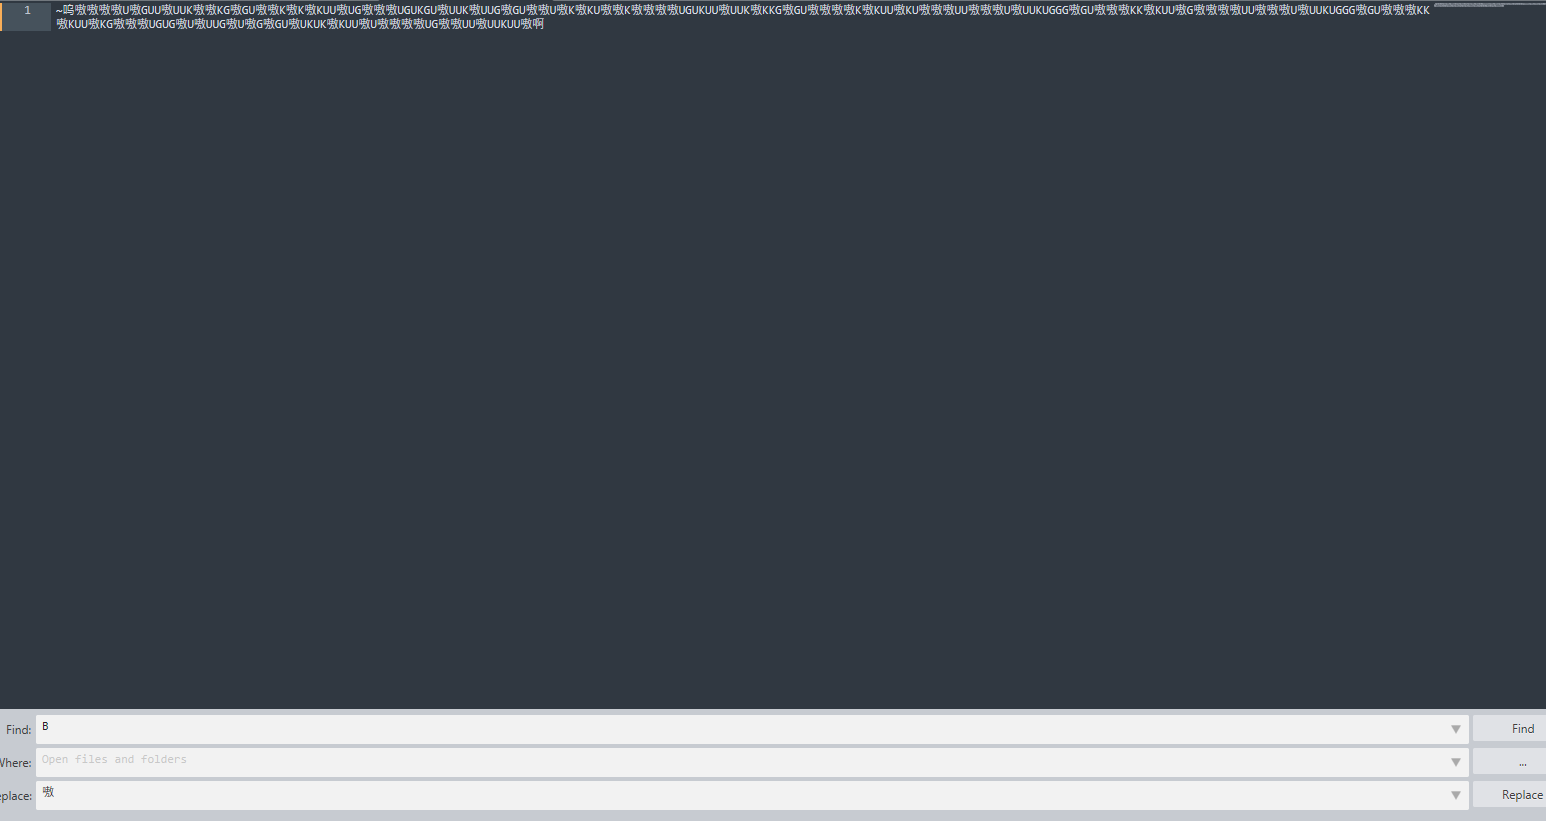 1 ~呜嗷嗷嗷嗷U嗷GUU嗷UUK嗷嗷KG嗷GU嗷嗷K嗷K嗷KUU嗷UG嗷嗷嗷UGUKGU嗷UUK嗷UUG嗷GU嗷嗷U嗷K嗷KU嗷嗷K嗷嗷嗷嗷UGUKUU嗷UUK嗷KKG嗷GU嗷嗷嗷嗷K嗷KUU嗷KU嗷嗷嗷UU嗷嗷嗷U嗷UUKUGGG嗷GU嗷嗷嗷KK嗷KUU嗷G嗷嗷嗷嗷UU嗷嗷嗷U嗷UUKUGGG嗷GU嗷嗷嗷KK
嗷KUU嗷KG嗷嗷嗷UGUG嗷U嗷UUG嗷U嗷G嗷GU嗷UKUK嗷KUU嗷U嗷嗷嗷嗷UG嗷嗷UU嗷UUKUU嗷啊
Find: B Find
Where: Open files and folders ...
eplace: 嗷 Replace